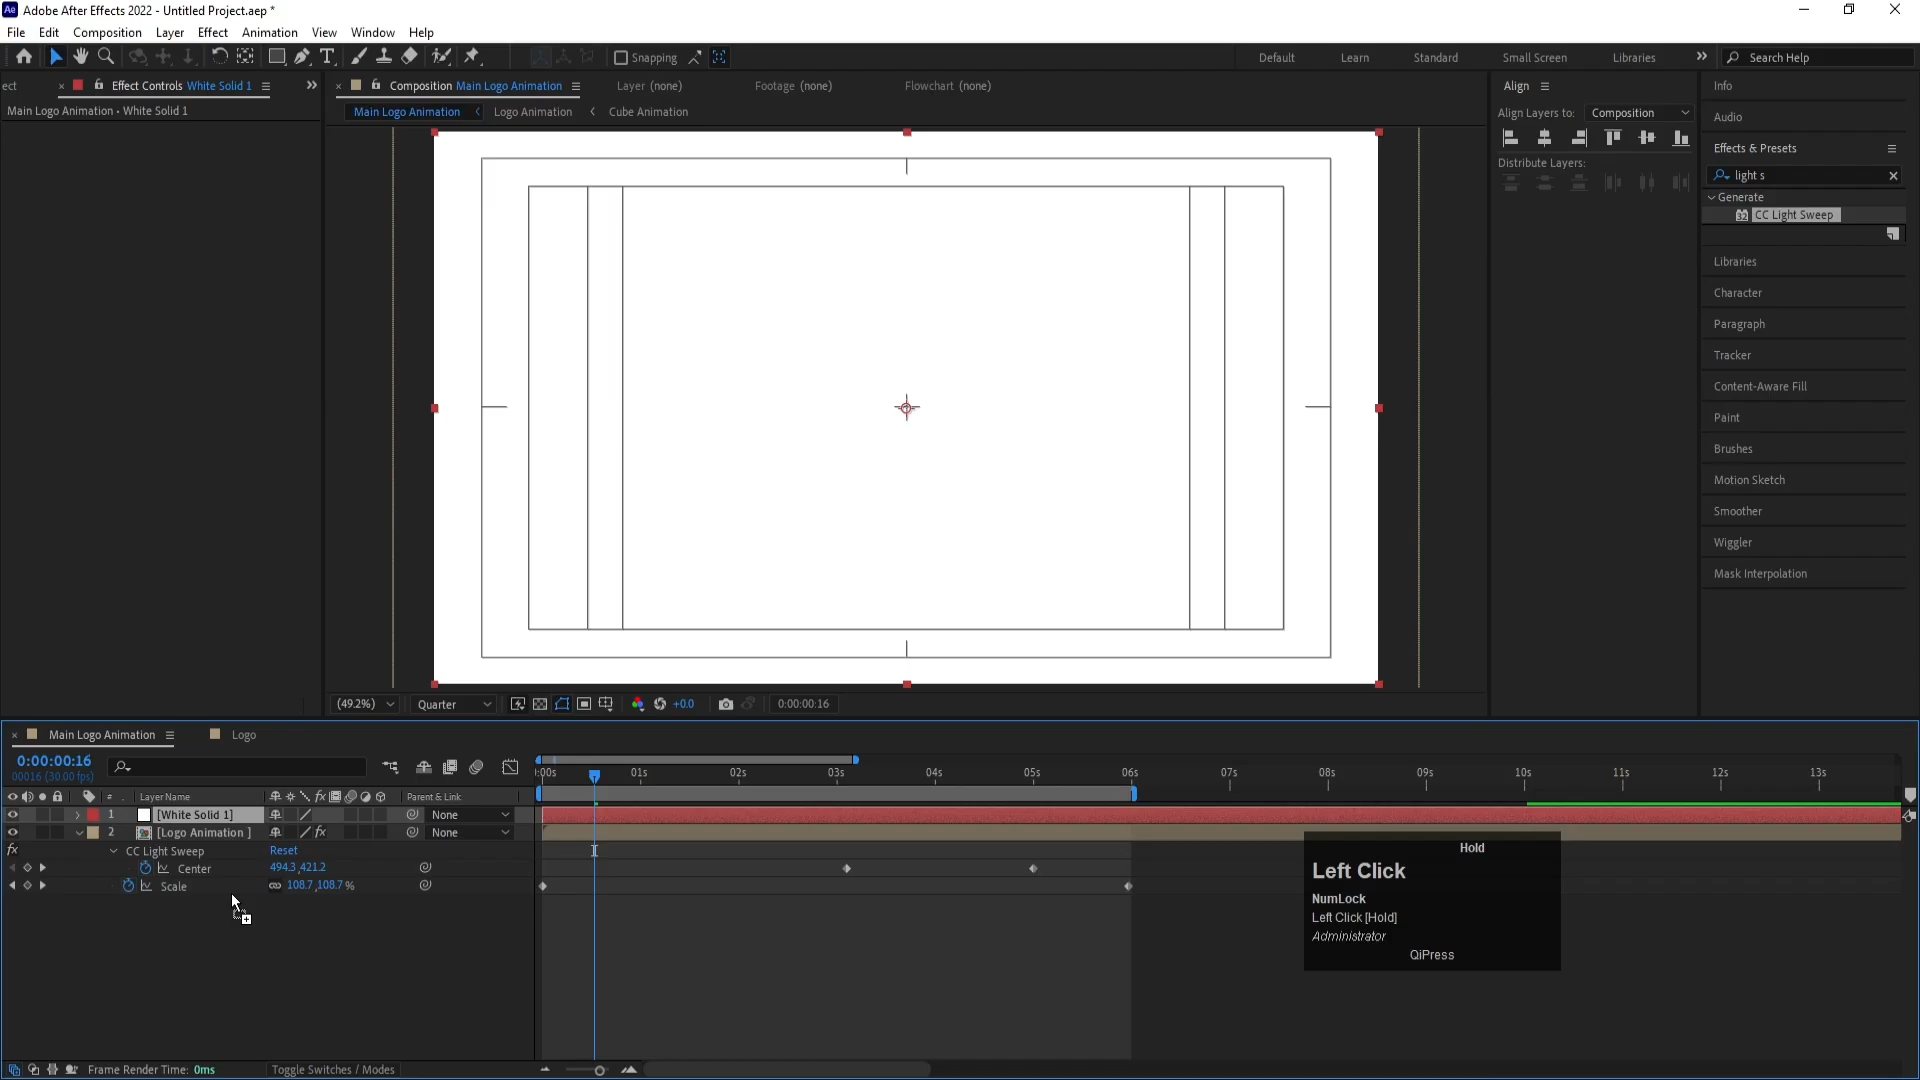 Ae Adobe After Effects 2022 - Untitled Project.aep *
File Edit Composition Layer Effect Animation View Window Help
Snapping
Default Learn Standard Small Screen Libraries
Search Help
ect × Effect Controls White Solid 1
Main Logo Animation • White Solid 1
× Composition Main Logo Animation Layer (none) Footage (none) Flowchart (none)
Main Logo Animation < Logo Animation < Cube Animation
Align
Align Layers to: Composition
Distribute Layers:
Info
Audio
Effects & Presets
light s
Generate
32 CC Light Sweep
Libraries
Character
Paragraph
Tracker
Content-Aware Fill
Paint
Brushes
Motion Sketch
Smoother
Wiggler
Mask Interpolation
(49.2%) Quarter +0.0 0:00:00:16
× Main Logo Animation Logo
0:00:00:16
00016 (30.00 fps)
:00s 01s 02s 03s 04s 05s 06s 07s 08s 09s 10s 11s 12s 13s
# . Layer Name fx Parent & Link
1 [White Solid 1] None
2 [Logo Animation ] fx None
fx CC Light Sweep Reset
Center 494.3,421.2
Scale 108.7,108.7%
Hold
Left Click
NumLock
Left Click [Hold]
Administrator
QiPress
Frame Render Time: 0ms Toggle Switches / Modes